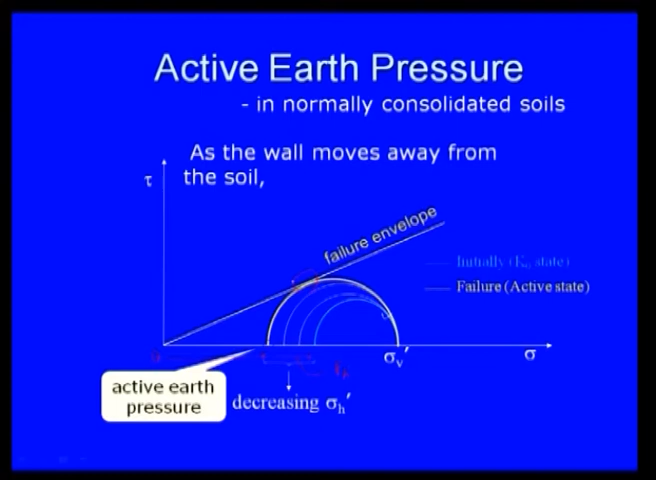 Active Earth Pressure
- in normally consolidated soils
As the wall moves away from
the soil,
τ
failure envelope
Initially (K₀ state)
Failure (Active state)
σᵥ′
σ
active earth
pressure
decreasing σₕ′